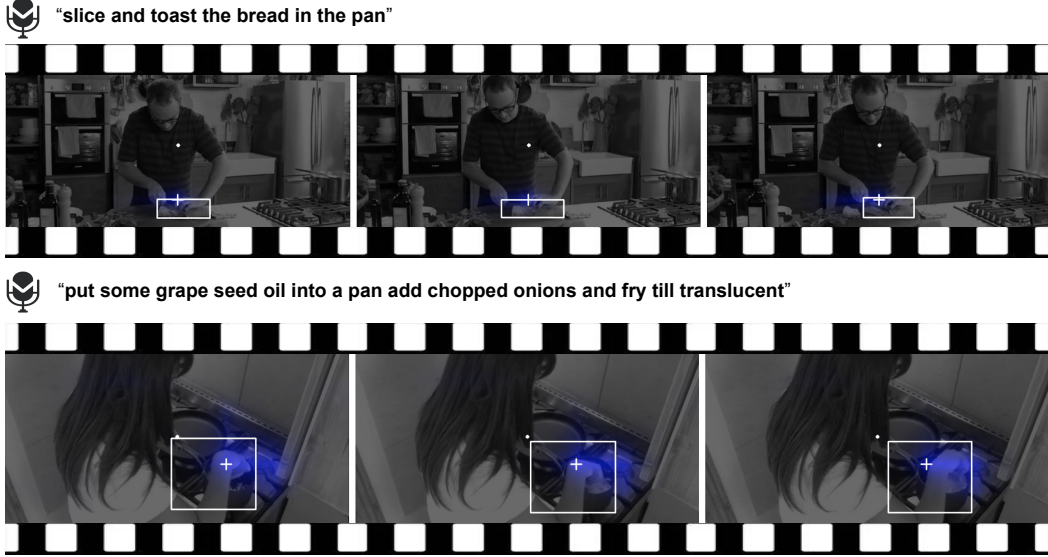 “slice and toast the bread in the pan”
“put some grape seed oil into a pan add chopped onions and fry till translucent”